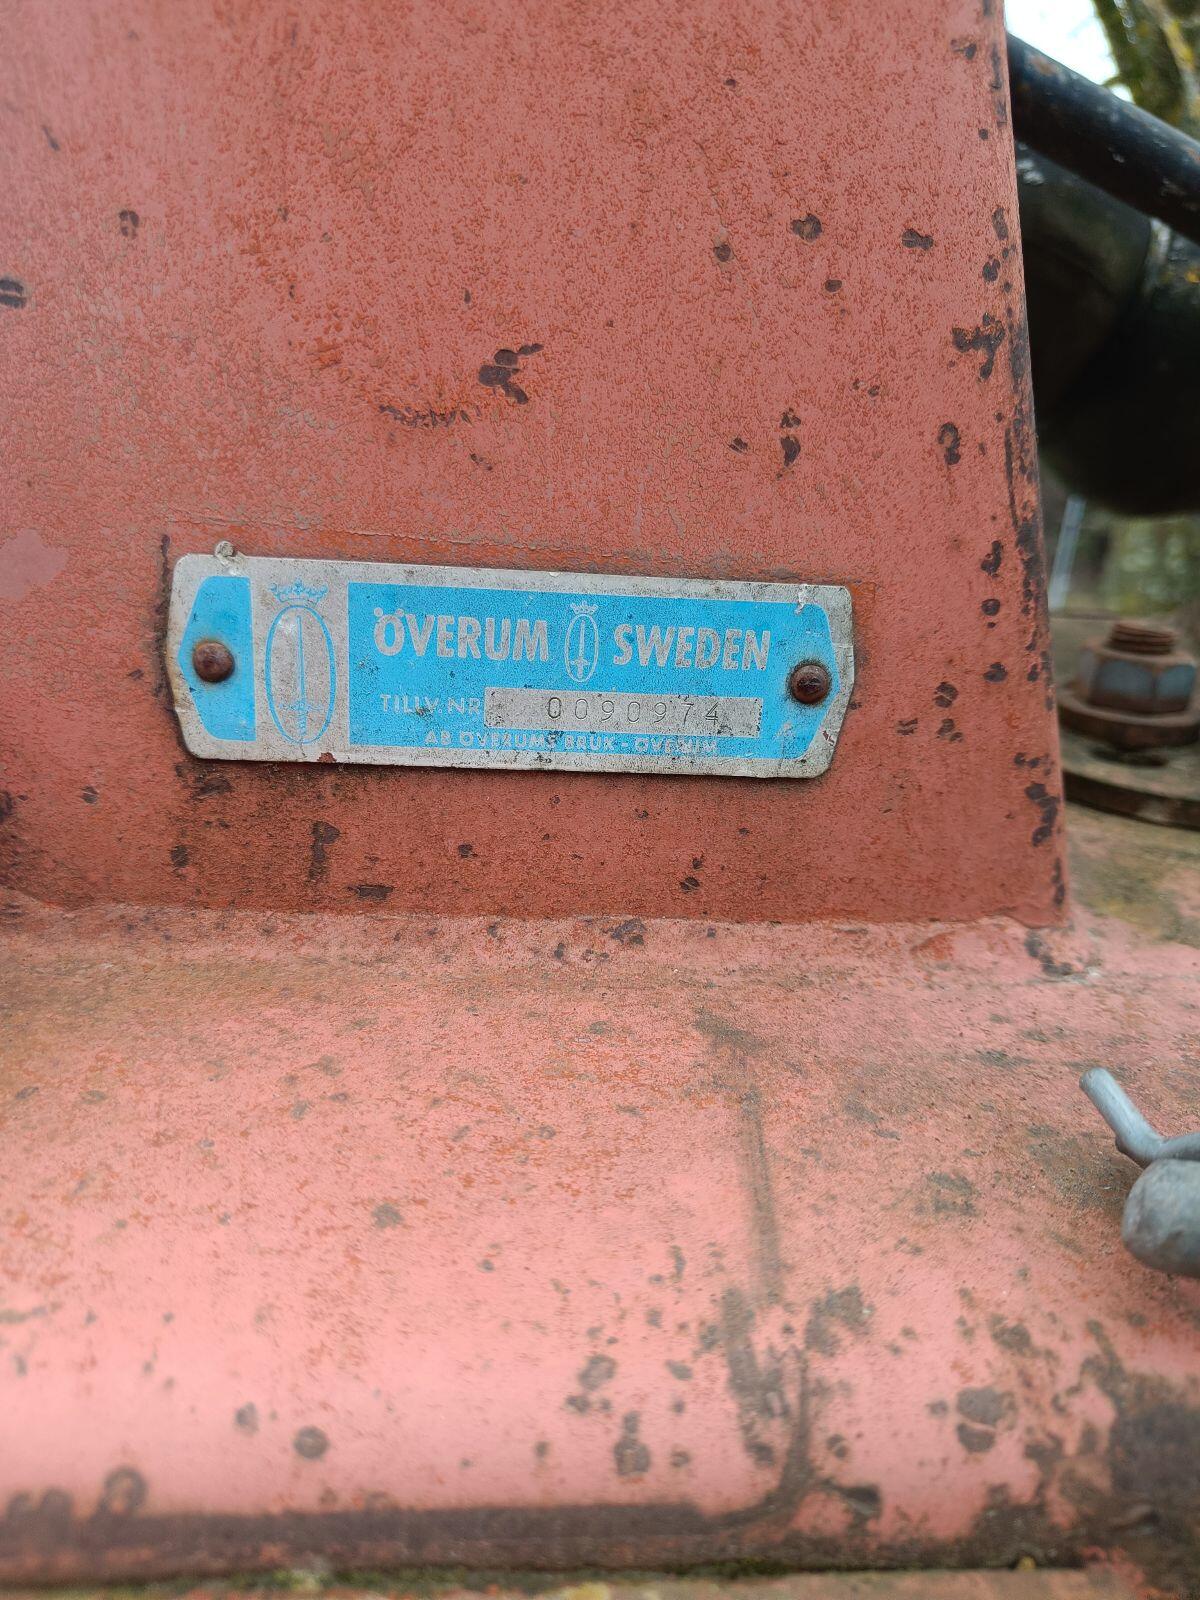 ÖVERUM SWEDEN
TILLV. NR 0090974
AB ÖVERUMS BRUK - ÖVERUM